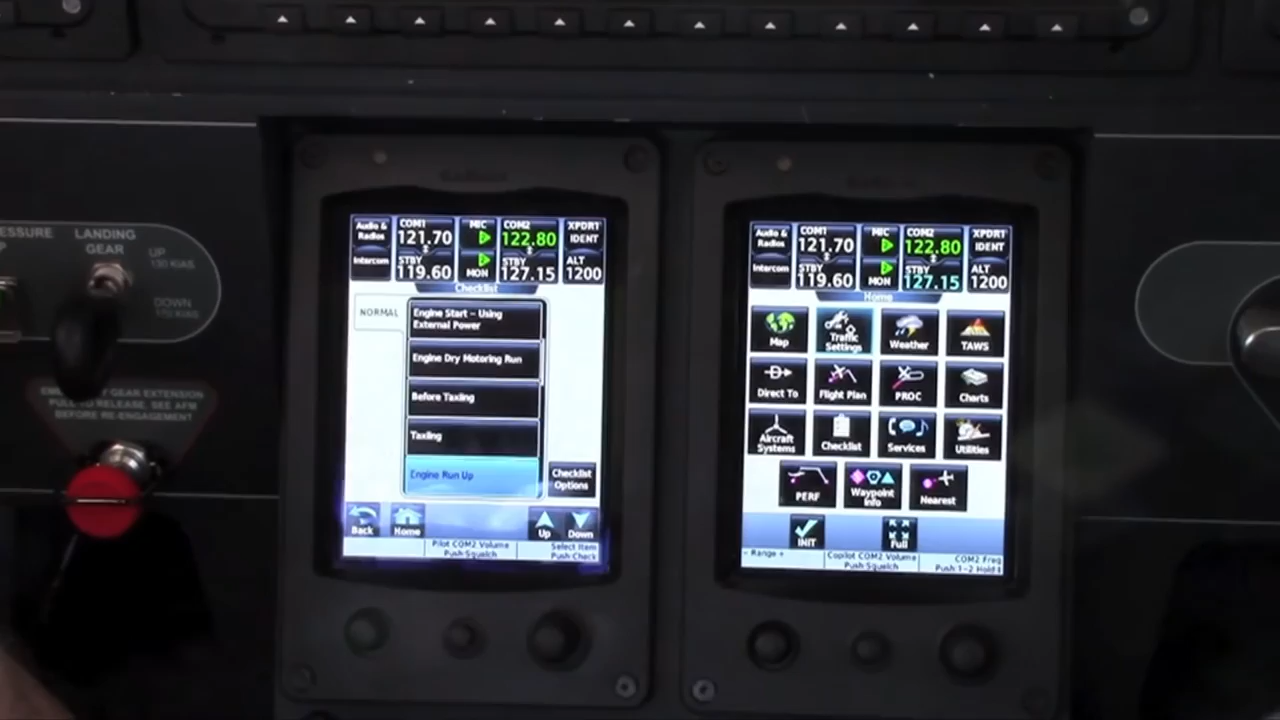 ESSURE
LANDING
GEAR
UP
130 KIAS
DOWN
GEAR EXTENSION
PULL TO RELEASE, SEE AFM
BEFORE RE-ENGAGEMENT
Audio &
Radios
Intercom
COM1
121.70
STBY
119.60
MIC
MON
COM2
122.80
STBY
127.15
XPDR1
IDENT
ALT
1200
Checklist
NORMAL
Engine Start - Using
External Power
Engine Dry Motoring Run
Before Taxiing
Taxiing
Engine Run Up
Checklist
Options
Back
Home
Up
Down
Pilot COM2 Volume
Push:Squelch
Select Item
Push:Check
Audio &
Radios
Intercom
COM1
121.70
STBY
119.60
MIC
MON
COM2
122.80
STBY
127.15
XPDR1
IDENT
ALT
1200
Home
Map
Traffic
Settings
Weather
TAWS
Direct To
Flight Plan
PROC
Charts
Aircraft
Systems
Checklist
Services
Utilities
PERF
Waypoint
Info
Nearest
INIT
Full
- Range +
Copilot COM2 Volume
Push:Squelch
COM2 Freq
Push:1-2 Hold:↕